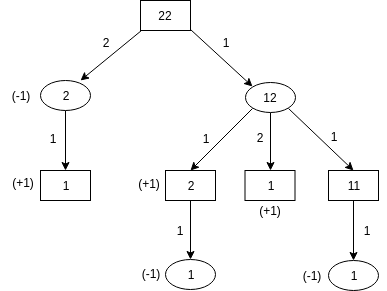 22
2 1
(-1) 2 12
1 1 2 1
(+1) 1 (+1) 2 1 11
(+1)
1 1
(-1) 1 (-1) 1